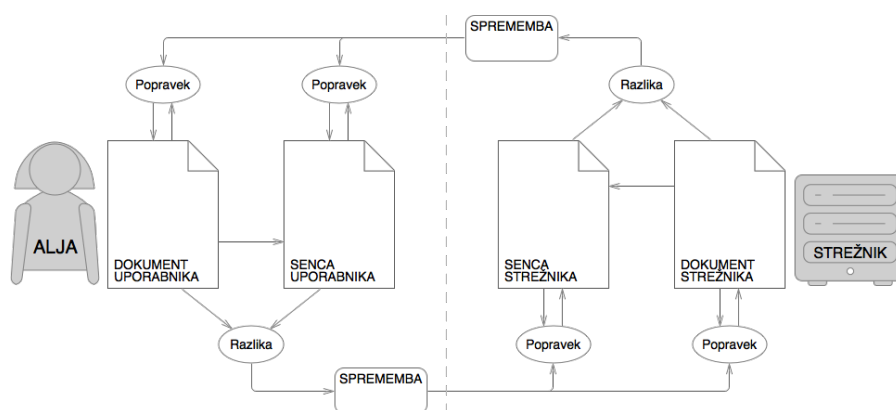 SPREMEMBA
Popravek
Popravek
Razlika
ALJA
DOKUMENT
UPORABNIKA
SENCA
UPORABNIKA
SENCA
STREŽNIKA
DOKUMENT
STREŽNIKA
STREŽNIK
Razlika
Popravek
Popravek
SPREMEMBA